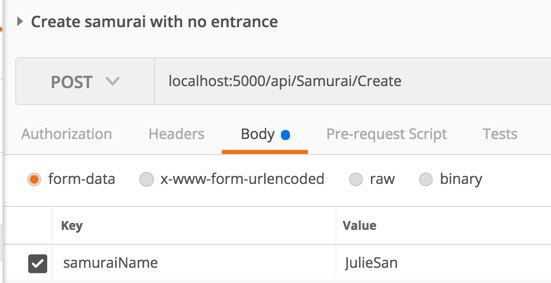 Create samurai with no entrance
POST localhost:5000/api/Samurai/Create
Authorization Headers Body Pre-request Script Tests
form-data x-www-form-urlencoded raw binary
Key Value
samuraiName JulieSan